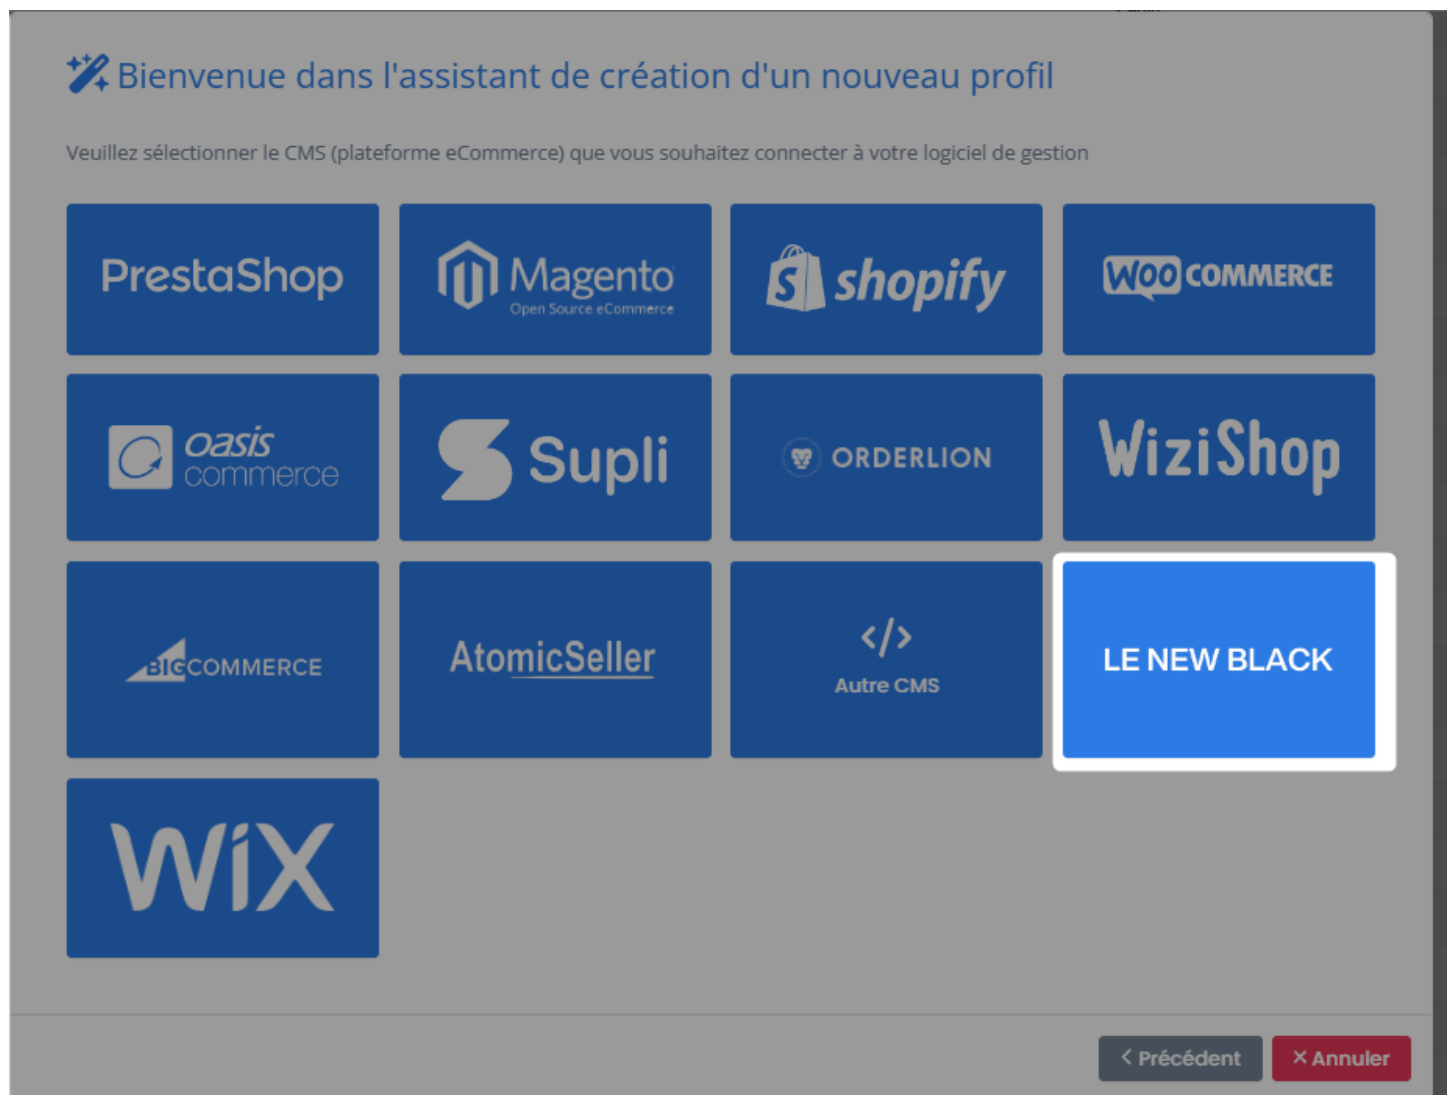 Bienvenue dans l'assistant de création d'un nouveau profil
Veuillez sélectionner le CMS (plateforme eCommerce) que vous souhaitez connecter à votre logiciel de gestion
PrestaShop
Magento
Open Source eCommerce
shopify
WOO COMMERCE
oasis
commerce
Supli
ORDERLION
WiziShop
BIGCOMMERCE
AtomicSeller
</>
Autre CMS
LE NEW BLACK
WiX
< Précédent
× Annuler